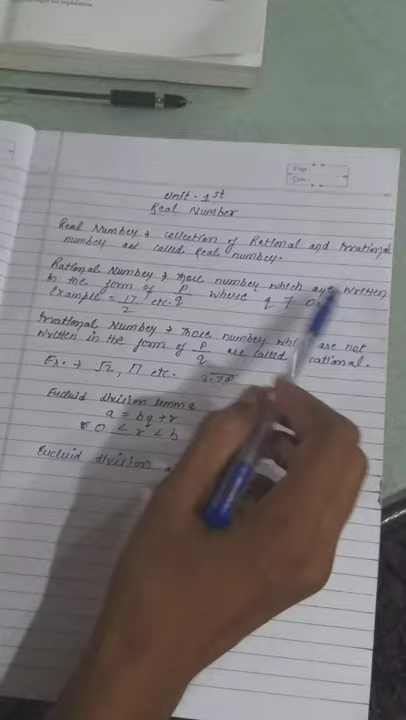 Page :
Date :
Unit - 1st
Real Number
Real Number → collection of Rational and Irrational
number are called Real number.
Rational Number → those number which are written
in the form of p/q where q ≠ 0.
Example = 17/2 etc.
Irrational Number → Those number which are not
written in the form of p/q are called irrational.
Ex. → √2, Π etc.
Euclid division lemma
a = bq + r
0 ≤ r < b
Euclid division